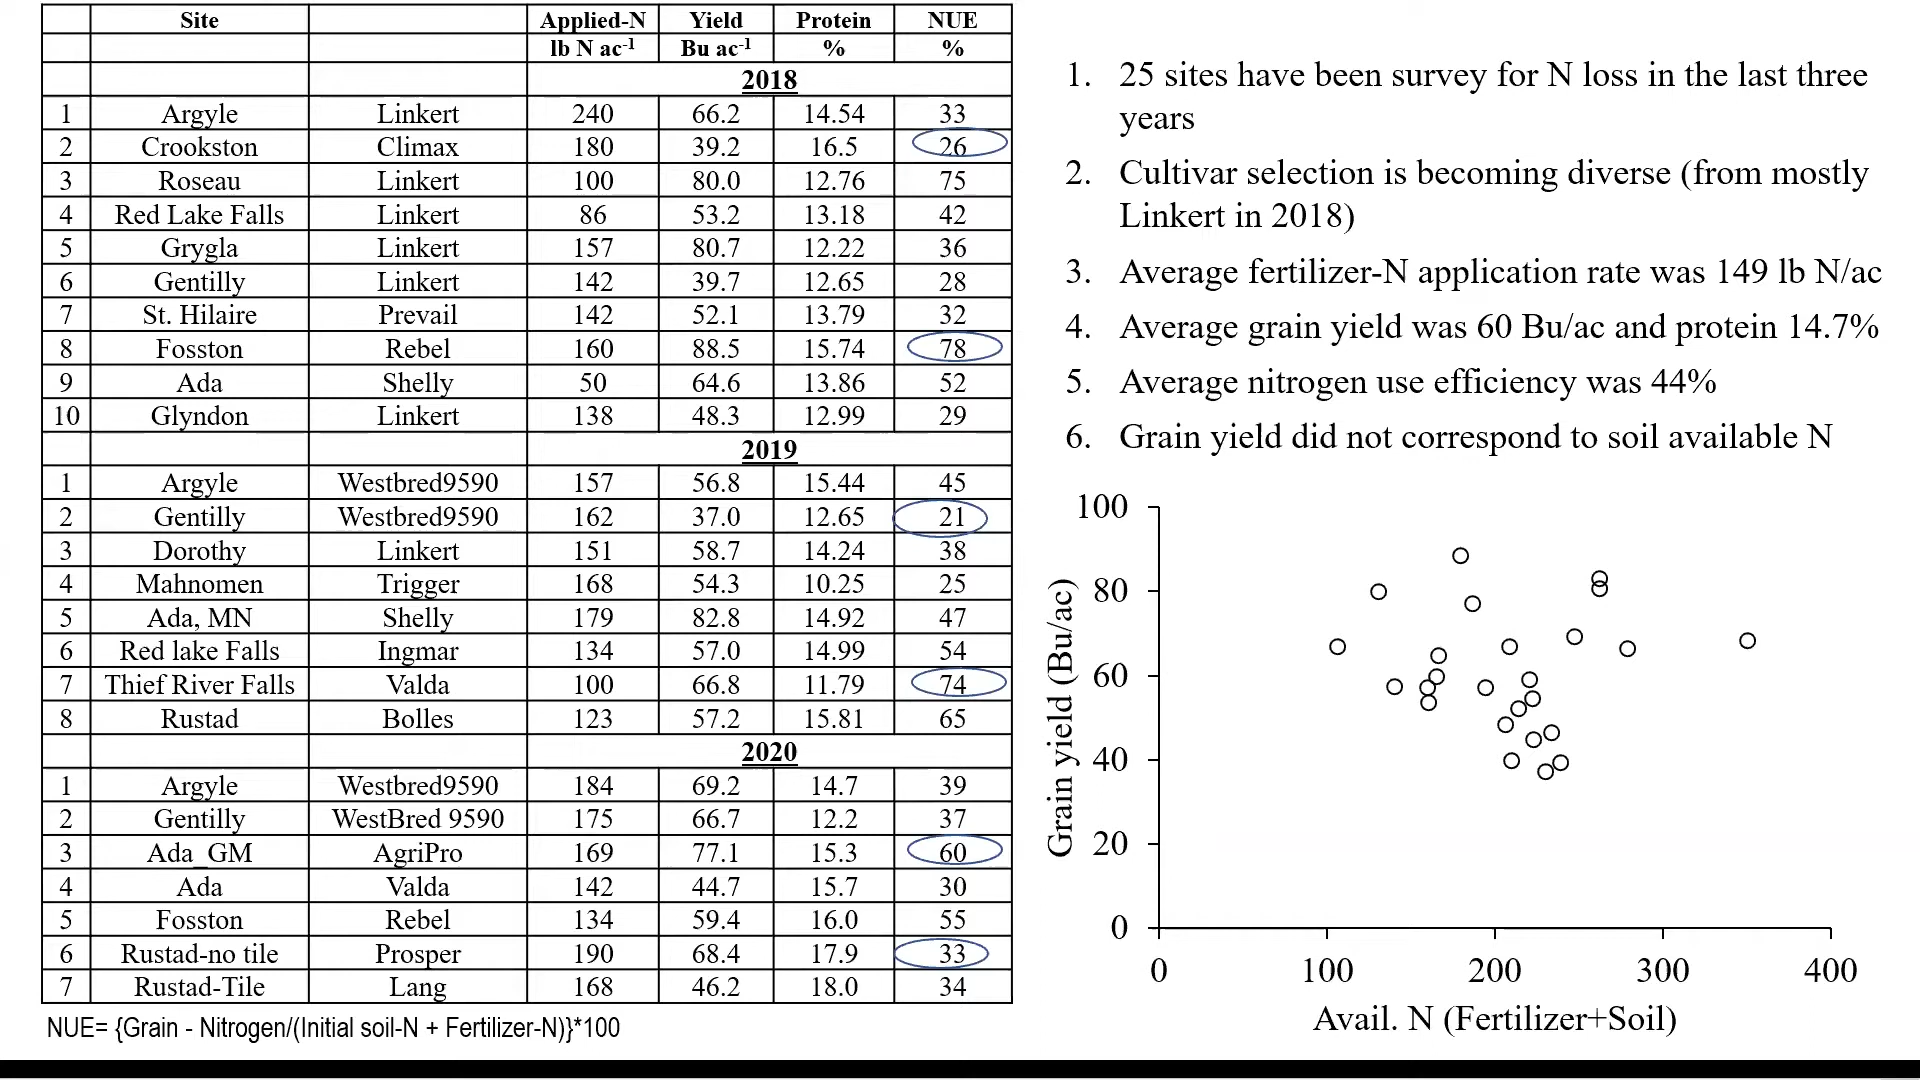 Site Applied-N Yield Protein NUE
lb N ac-1 Bu ac-1 % %
2018
1 Argyle Linkert 240 66.2 14.54 33
2 Crookston Climax 180 39.2 16.5 26
3 Roseau Linkert 100 80.0 12.76 75
4 Red Lake Falls Linkert 86 53.2 13.18 42
5 Grygla Linkert 157 80.7 12.22 36
6 Gentilly Linkert 142 39.7 12.65 28
7 St. Hilaire Prevail 142 52.1 13.79 32
8 Fosston Rebel 160 88.5 15.74 78
9 Ada Shelly 50 64.6 13.86 52
10 Glyndon Linkert 138 48.3 12.99 29
2019
1 Argyle Westbred9590 157 56.8 15.44 45
2 Gentilly Westbred9590 162 37.0 12.65 21
3 Dorothy Linkert 151 58.7 14.24 38
4 Mahnomen Trigger 168 54.3 10.25 25
5 Ada, MN Shelly 179 82.8 14.92 47
6 Red lake Falls Ingmar 134 57.0 14.99 54
7 Thief River Falls Valda 100 66.8 11.79 74
8 Rustad Bolles 123 57.2 15.81 65
2020
1 Argyle Westbred9590 184 69.2 14.7 39
2 Gentilly WestBred 9590 175 66.7 12.2 37
3 Ada_GM AgriPro 169 77.1 15.3 60
4 Ada Valda 142 44.7 15.7 30
5 Fosston Rebel 134 59.4 16.0 55
6 Rustad-no tile Prosper 190 68.4 17.9 33
7 Rustad-Tile Lang 168 46.2 18.0 34
NUE= {Grain - Nitrogen/(Initial soil-N + Fertilizer-N)}*100
1. 25 sites have been survey for N loss in the last three
years
2. Cultivar selection is becoming diverse (from mostly
Linkert in 2018)
3. Average fertilizer-N application rate was 149 lb N/ac
4. Average grain yield was 60 Bu/ac and protein 14.7%
5. Average nitrogen use efficiency was 44%
6. Grain yield did not correspond to soil available N
Grain yield (Bu/ac)
100
80
60
40
20
0
0 100 200 300 400
Avail. N (Fertilizer+Soil)